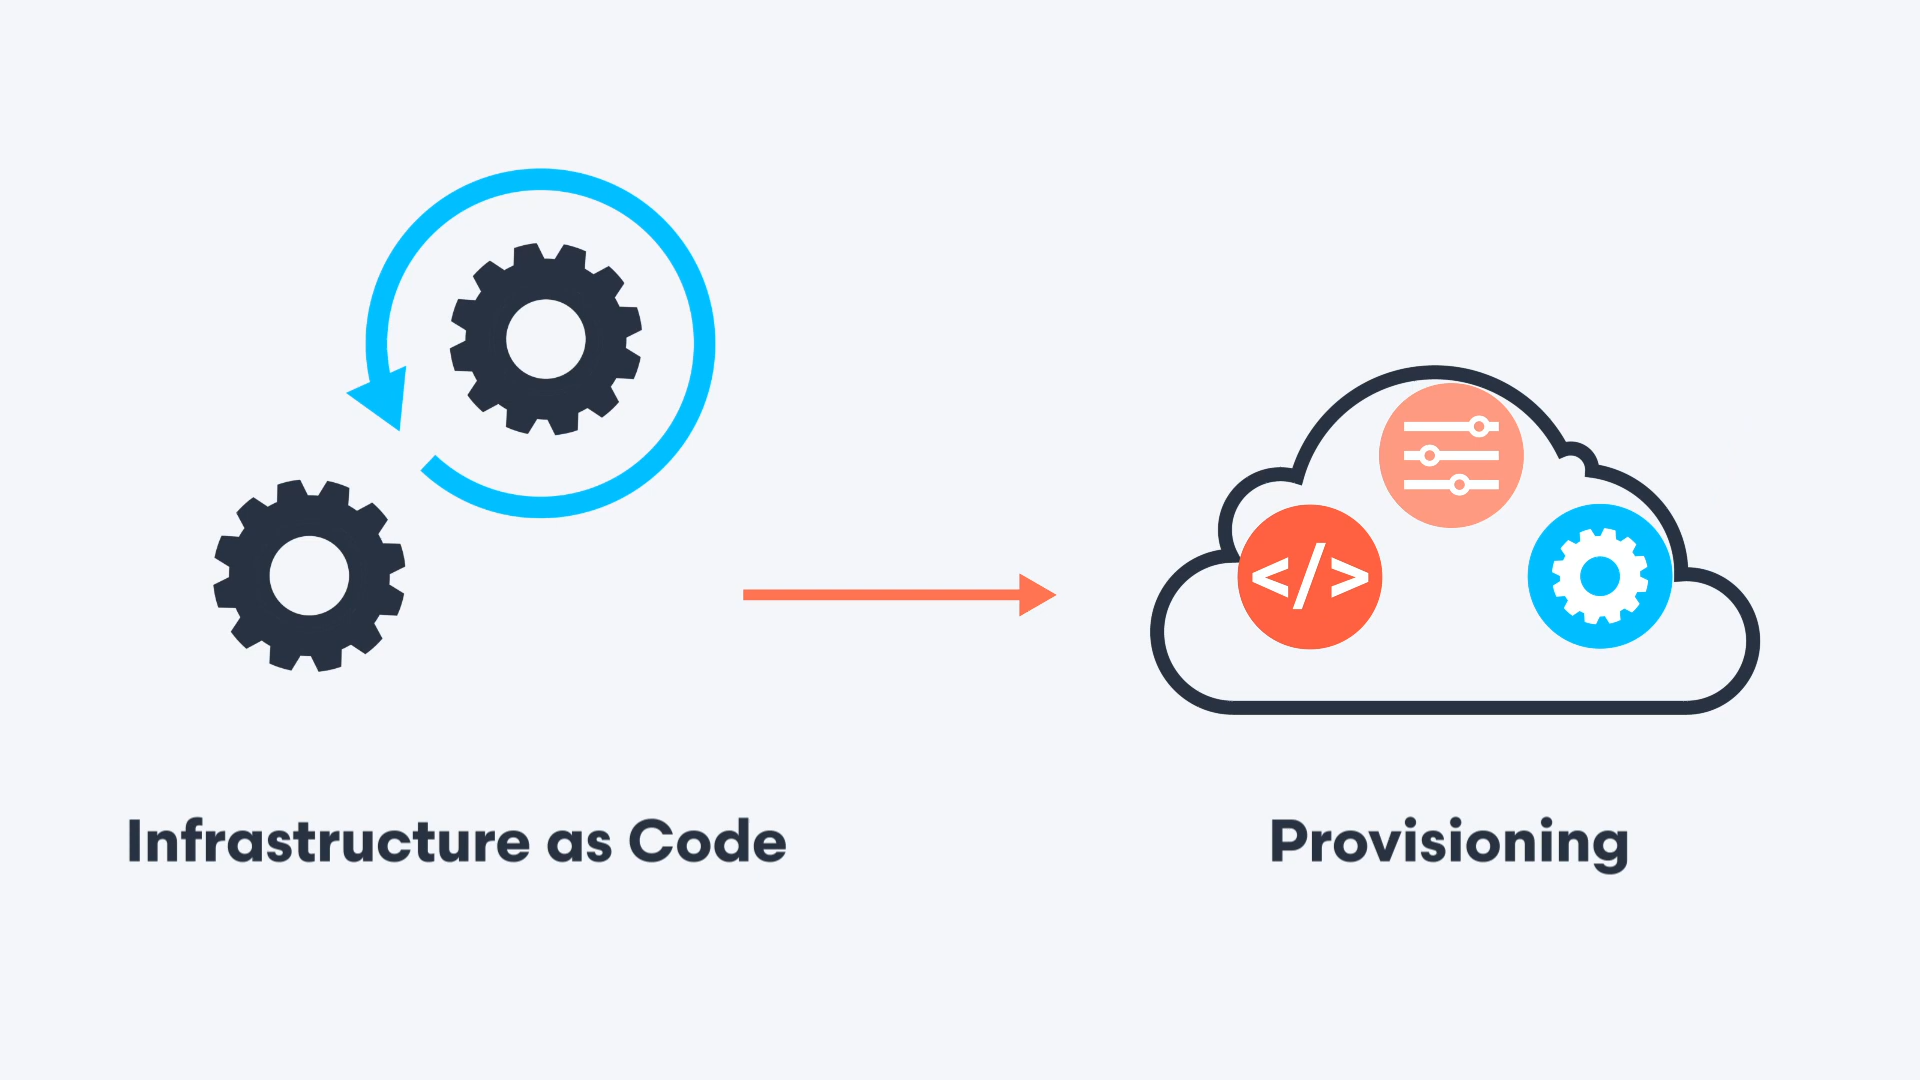 </>
Infrastructure as Code
Provisioning